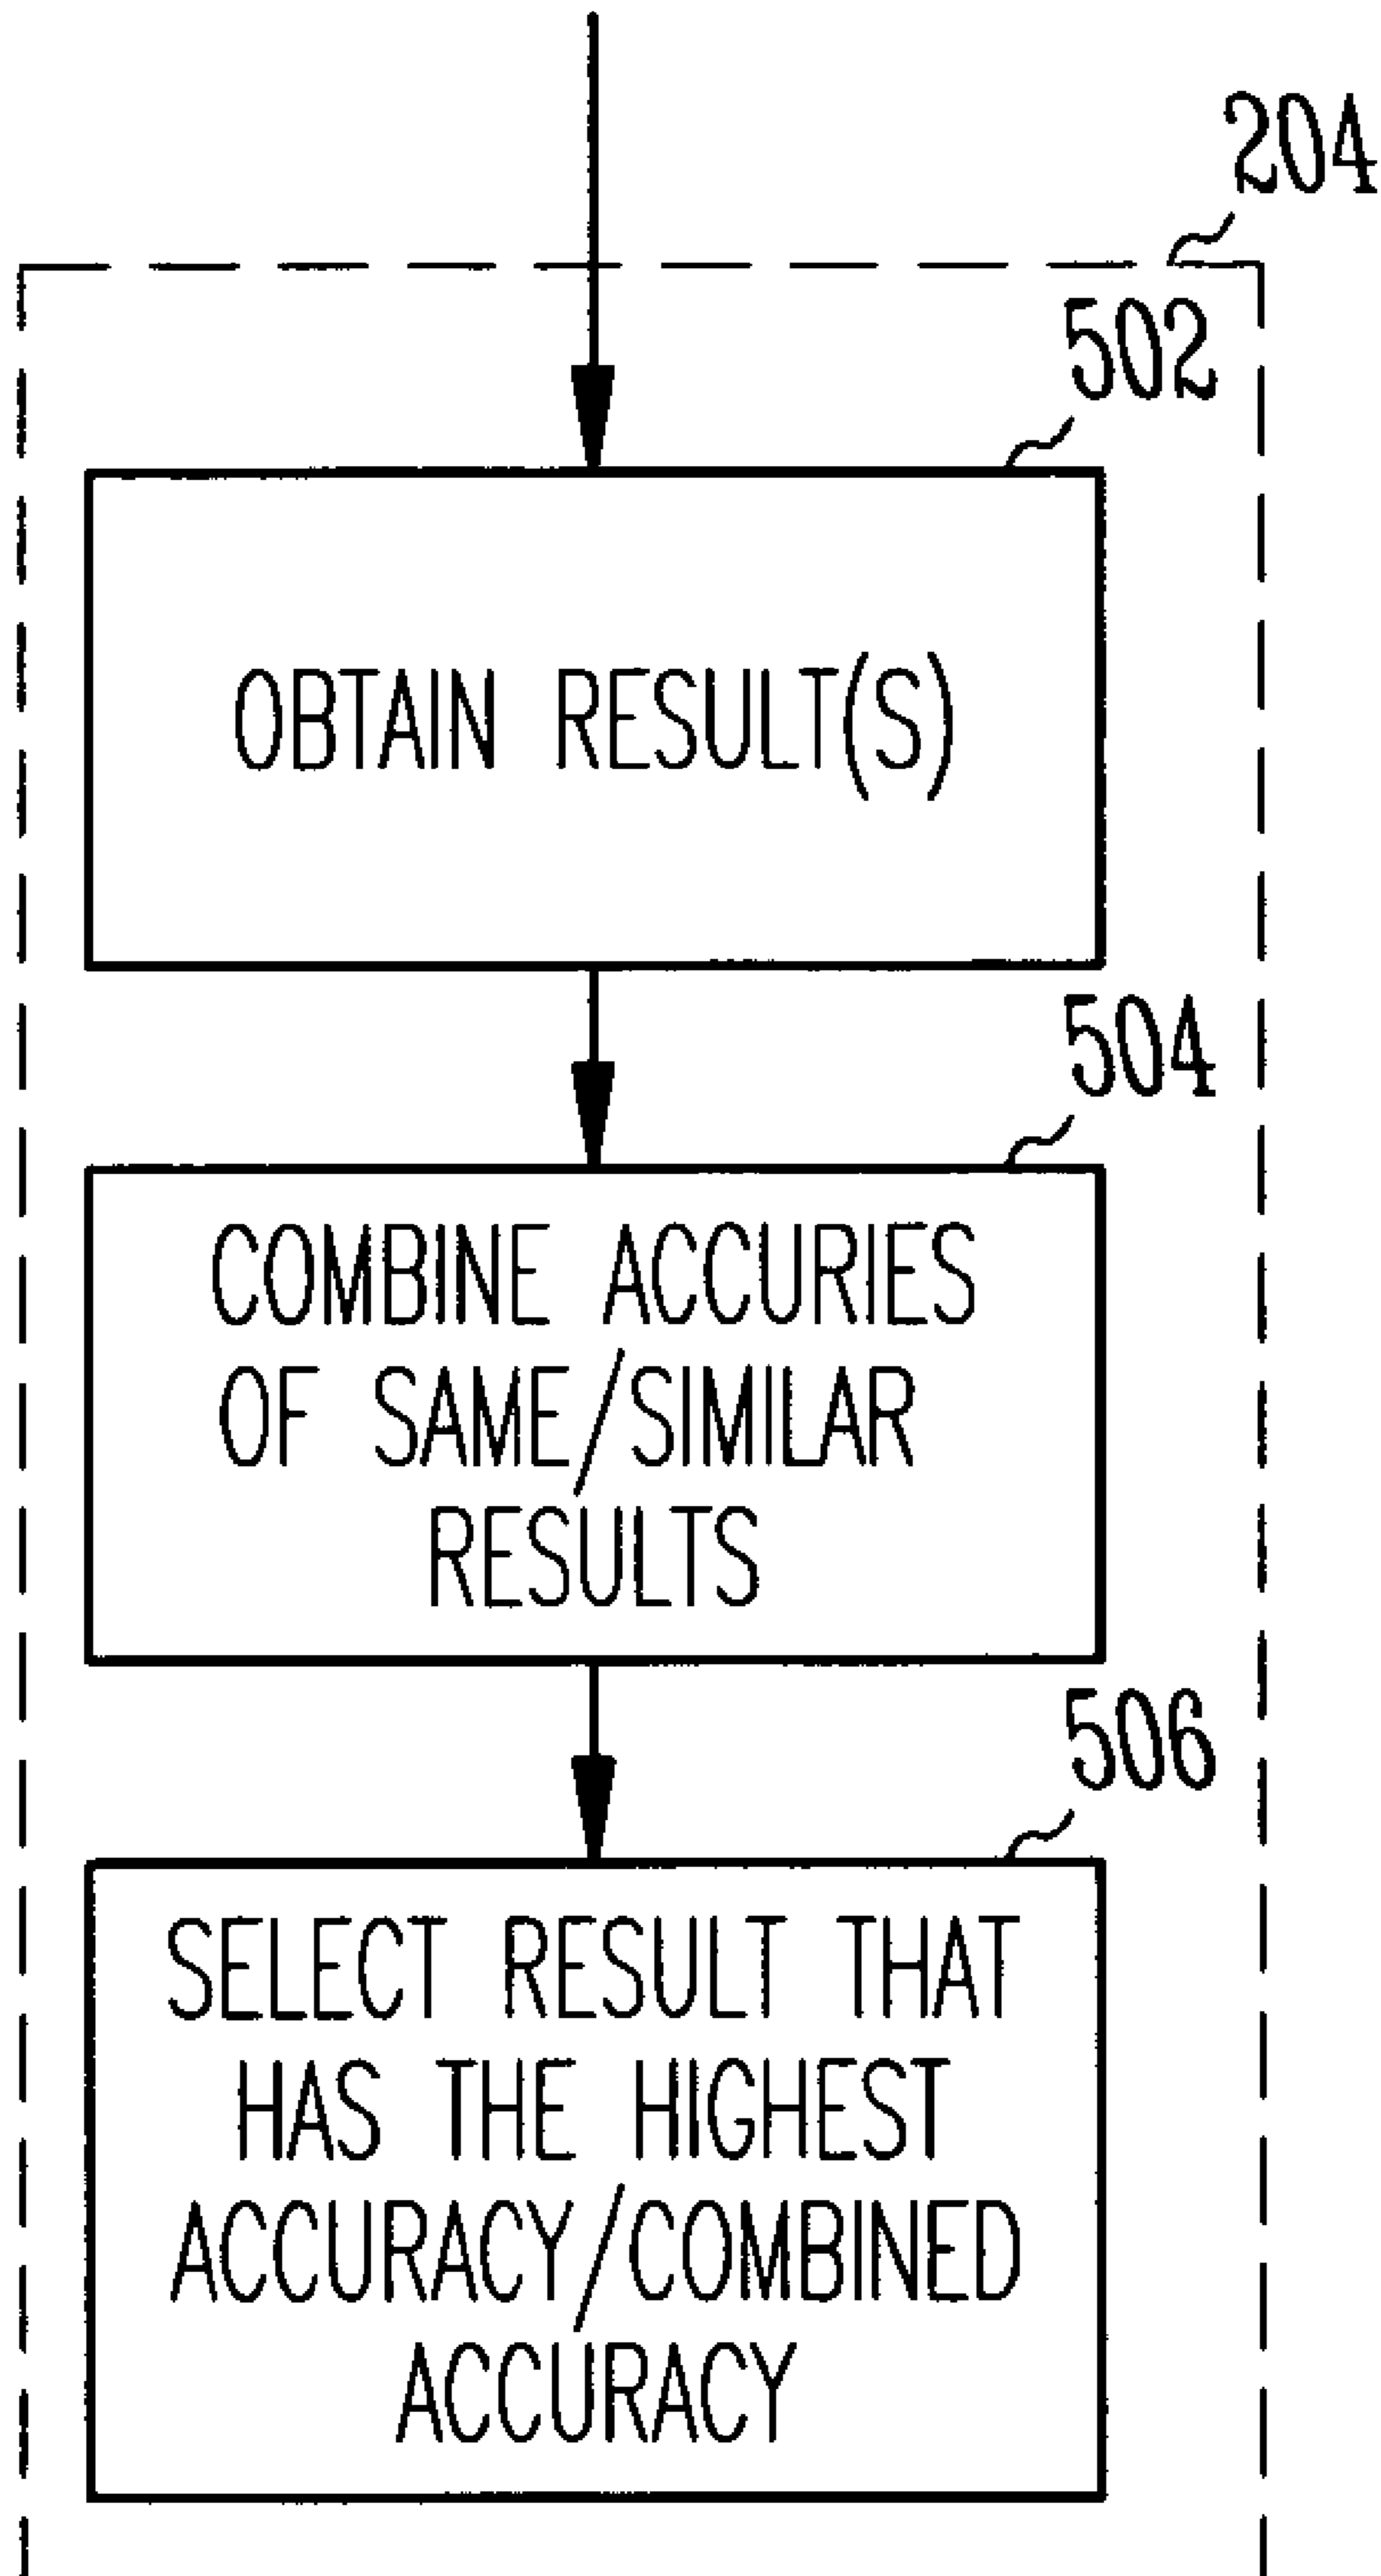 204
502
OBTAIN RESULT(S)
504
COMBINE ACCURIES
OF SAME/SIMILAR
RESULTS
506
SELECT RESULT THAT
HAS THE HIGHEST
ACCURACY/COMBINED
ACCURACY